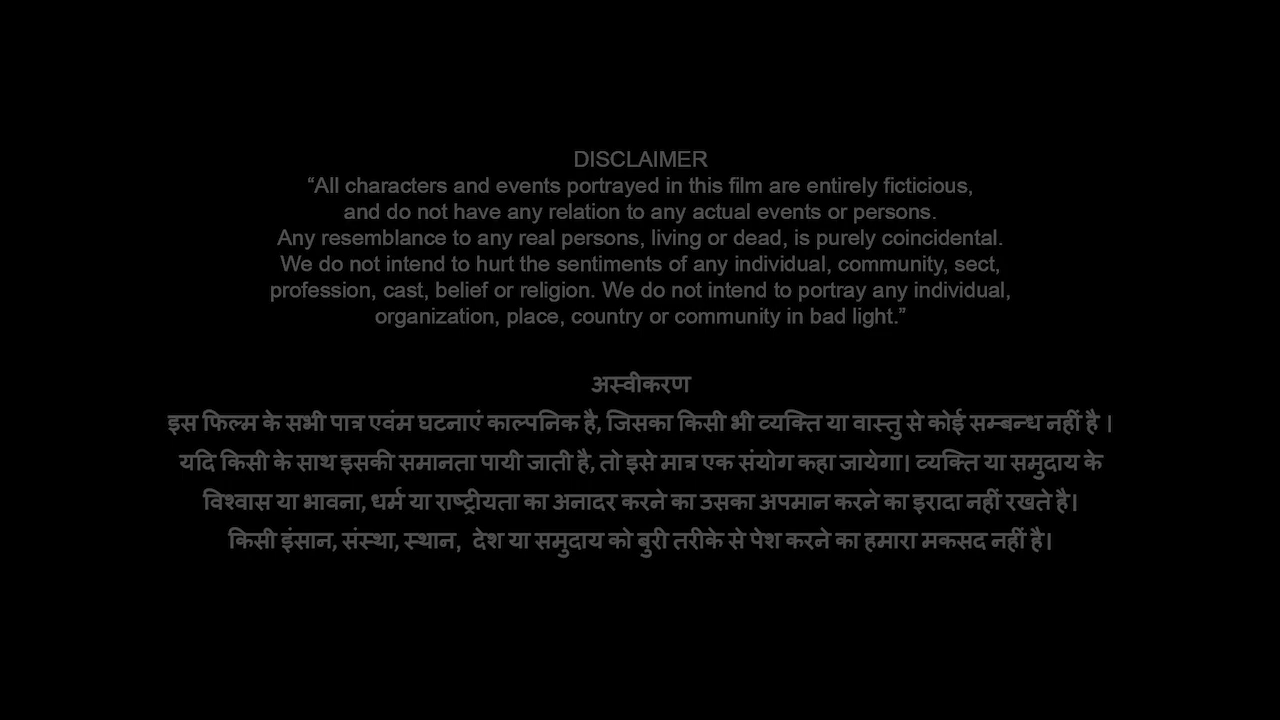 DISCLAIMER
“All characters and events portrayed in this film are entirely ficticious,
and do not have any relation to any actual events or persons.
Any resemblance to any real persons, living or dead, is purely coincidental.
We do not intend to hurt the sentiments of any individual, community, sect,
profession, cast, belief or religion. We do not intend to portray any individual,
organization, place, country or community in bad light.”
अस्वीकरण
इस फिल्म के सभी पात्र एवंम घटनाएं काल्पनिक है, जिसका किसी भी व्यक्ति या वास्तु से कोई सम्बन्ध नहीं है ।
यदि किसी के साथ इसकी समानता पायी जाती है, तो इसे मात्र एक संयोग कहा जायेगा। व्यक्ति या समुदाय के
विश्वास या भावना, धर्म या राष्ट्रीयता का अनादर करने का उसका अपमान करने का इरादा नहीं रखते है।
किसी इंसान, संस्था, स्थान, देश या समुदाय को बुरी तरीके से पेश करने का हमारा मकसद नहीं है।